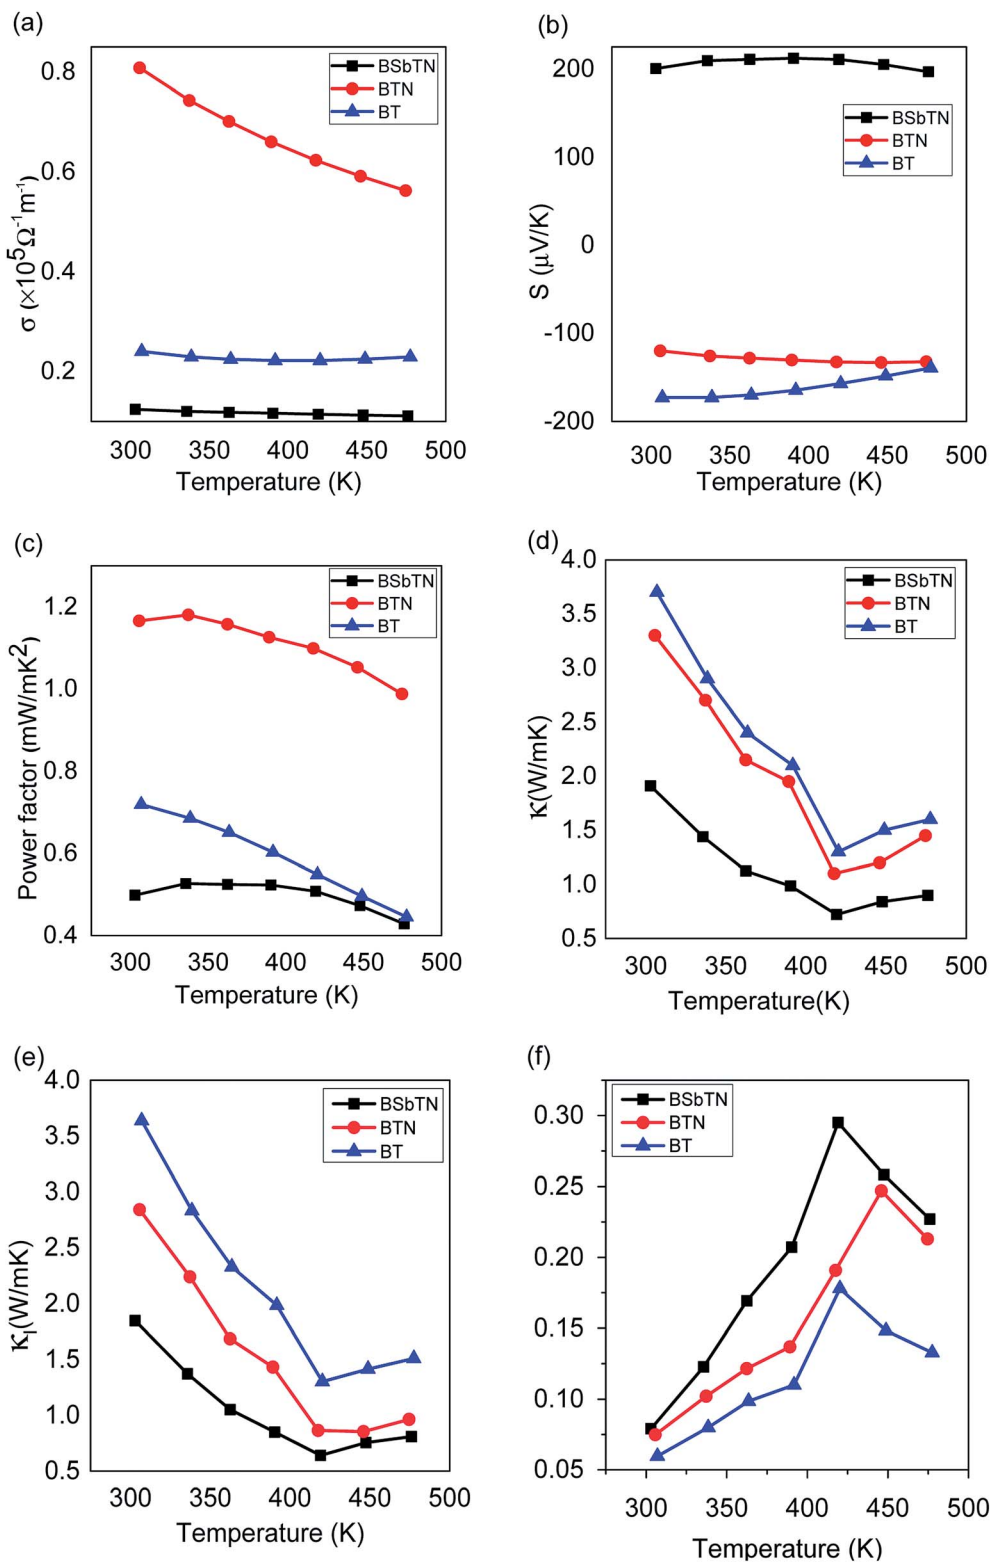 (a)
0.8
0.6
0.4
0.2
σ (×10⁵Ω⁻¹m⁻¹)
BSbTN
BTN
BT
300 350 400 450 500
Temperature (K)
(b)
200
100
0
-100
-200
S (μV/K)
BSbTN
BTN
BT
300 350 400 450 500
Temperature (K)
(c)
1.2
1.0
0.8
0.6
0.4
Power factor (mW/mK²)
BSbTN
BTN
BT
300 350 400 450 500
Temperature (K)
(d)
4.0
3.5
3.0
2.5
2.0
1.5
1.0
0.5
κ(W/mK)
BSbTN
BTN
BT
300 350 400 450 500
Temperature(K)
(e)
4.0
3.5
3.0
2.5
2.0
1.5
1.0
0.5
κₗ(W/mK)
BSbTN
BTN
BT
300 350 400 450 500
Temperature (K)
(f)
0.30
0.25
0.20
0.15
0.10
0.05
BSbTN
BTN
BT
300 350 400 450 500
Temperature (K)